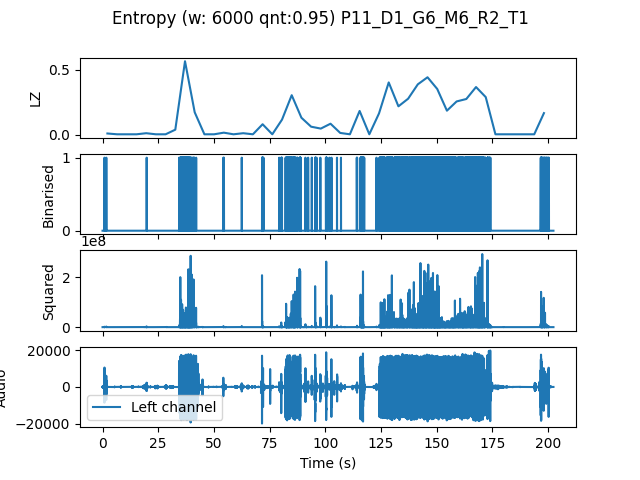 Entropy (w: 6000 qnt:0.95) P11_D1_G6_M6_R2_T1
0.5
0.0
LZ
1
0
Binarised
1e8
2
0
Squared
20000
0
−20000
Audio
Left channel
0 25 50 75 100 125 150 175 200
Time (s)